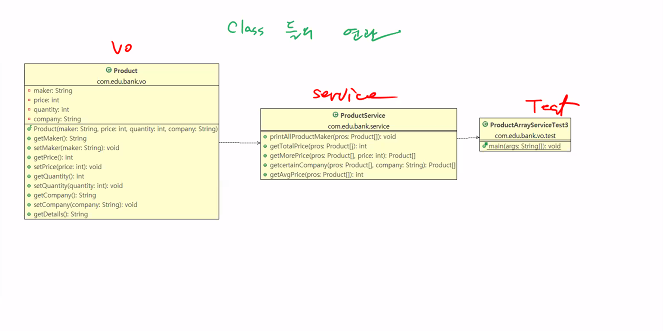 Class 들의 연관
VO
Product
com.edu.bank.vo
maker: String
price: int
quantity: int
company: String
Product(maker: String, price: int, quantity: int, company: String)
getMaker(): String
setMaker(maker: String): void
getPrice(): int
setPrice(price: int): void
getQuantity(): int
setQuantity(quantity: int): void
getCompany(): String
setCompany(company: String): void
getDetails(): String
service
ProductService
com.edu.bank.service
printAllProductMaker(pros: Product[]): void
getTotalPrice(pros: Product[]): int
getMorePrice(pros: Product[], price: int): Product[]
getcertainCompany(pros: Product[], company: String): Product[]
getAvgPrice(pros: Product[]): int
Test
ProductArrayServiceTest3
com.edu.bank.vo.test
main(args: String[]): void